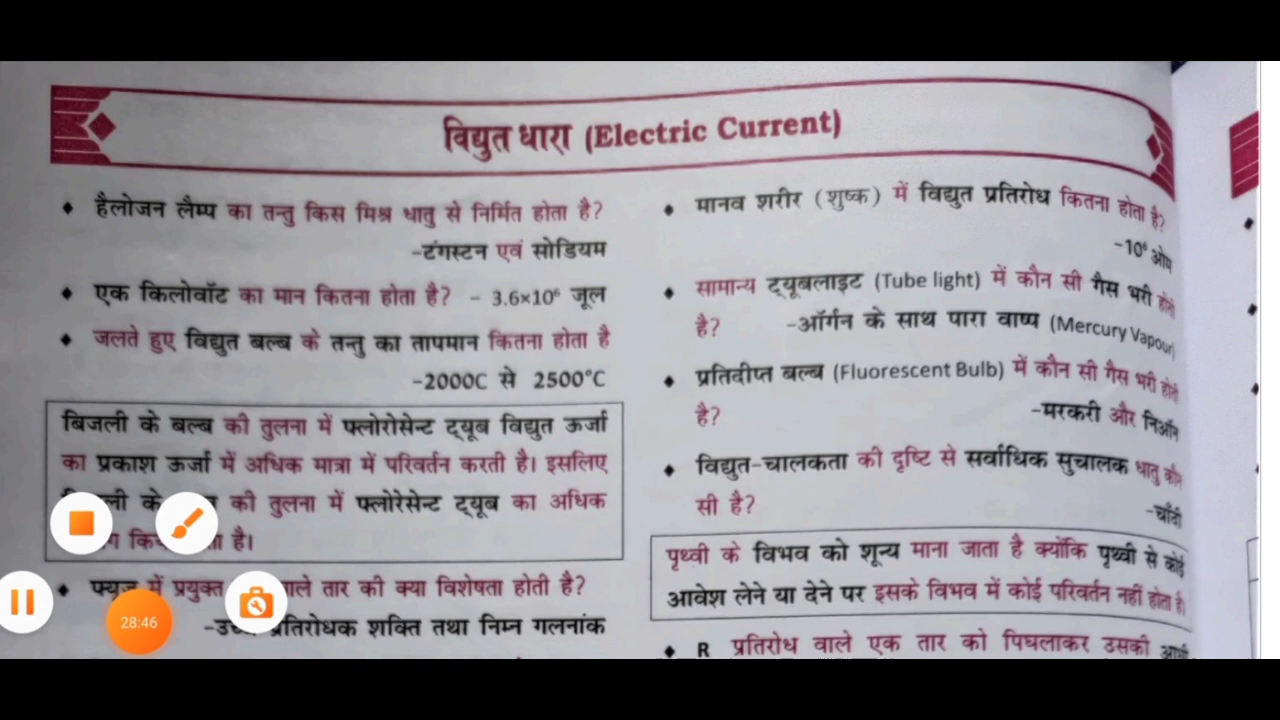 विद्युत धारा (Electric Current)
♦ हैलोजन लैम्प का तन्तु किस मिश्र धातु से निर्मित होता है?
-टंगस्टन एवं सोडियम
♦ एक किलोवॉट का मान कितना होता है? - 3.6×10⁶ जूल
♦ जलते हुए विद्युत बल्ब के तन्तु का तापमान कितना होता है
-2000C से 2500°C
बिजली के बल्ब की तुलना में फ्लोरोसेन्ट ट्यूब विद्युत ऊर्जा
का प्रकाश ऊर्जा में अधिक मात्रा में परिवर्तन करती है। इसलिए
के की तुलना में फ्लोरेसेन्ट ट्यूब का अधिक
है।
♦ फ्यूज में प्रयुक्त वाले तार की क्या विशेषता होती है?
प्रतिरोधक शक्ति तथा निम्न गलनांक
♦ मानव शरीर (शुष्क) में विद्युत प्रतिरोध कितना होता है?
-10⁶ ओम
♦ सामान्य ट्यूबलाइट (Tube light) में कौन सी गैस भरी होती
है? -ऑर्गन के साथ पारा वाष्प (Mercury Vapour)
♦ प्रतिदीप्त बल्ब (Fluorescent Bulb) में कौन सी गैस भरी होती
है? -मरकरी और निऑन
♦ विद्युत-चालकता की दृष्टि से सर्वाधिक सुचालक धातु कौन
सी है? -चाँदी
पृथ्वी के विभव को शून्य माना जाता है क्योंकि पृथ्वी से कोई
आवेश लेने या देने पर इसके विभव में कोई परिवर्तन नहीं होता है।
♦ R प्रतिरोध वाले एक तार को पिघलाकर उसकी
28:46